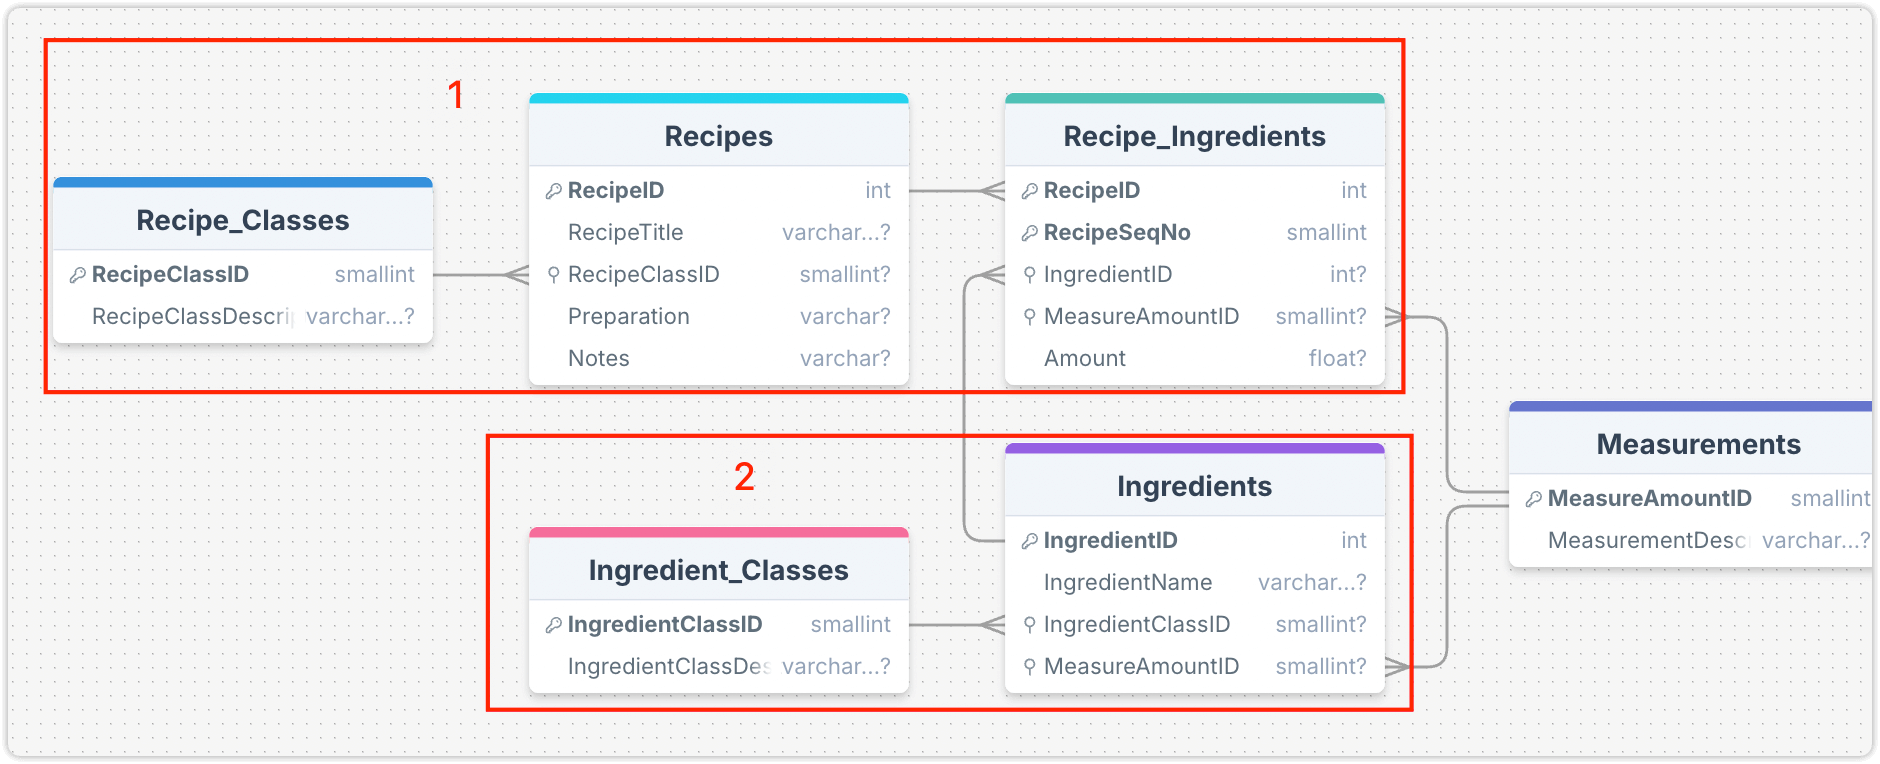 1
Recipes
RecipeID int
RecipeTitle varchar...?
RecipeClassID smallint?
Preparation varchar?
Notes varchar?
Recipe_Ingredients
RecipeID int
RecipeSeqNo smallint
IngredientID int?
MeasureAmountID smallint?
Amount float?
Recipe_Classes
RecipeClassID smallint
RecipeClassDescrip varchar...?
2
Ingredients
IngredientID int
IngredientName varchar...?
IngredientClassID smallint?
MeasureAmountID smallint?
Ingredient_Classes
IngredientClassID smallint
IngredientClassDes varchar...?
Measurements
MeasureAmountID smallint
MeasurementDesc varchar...?